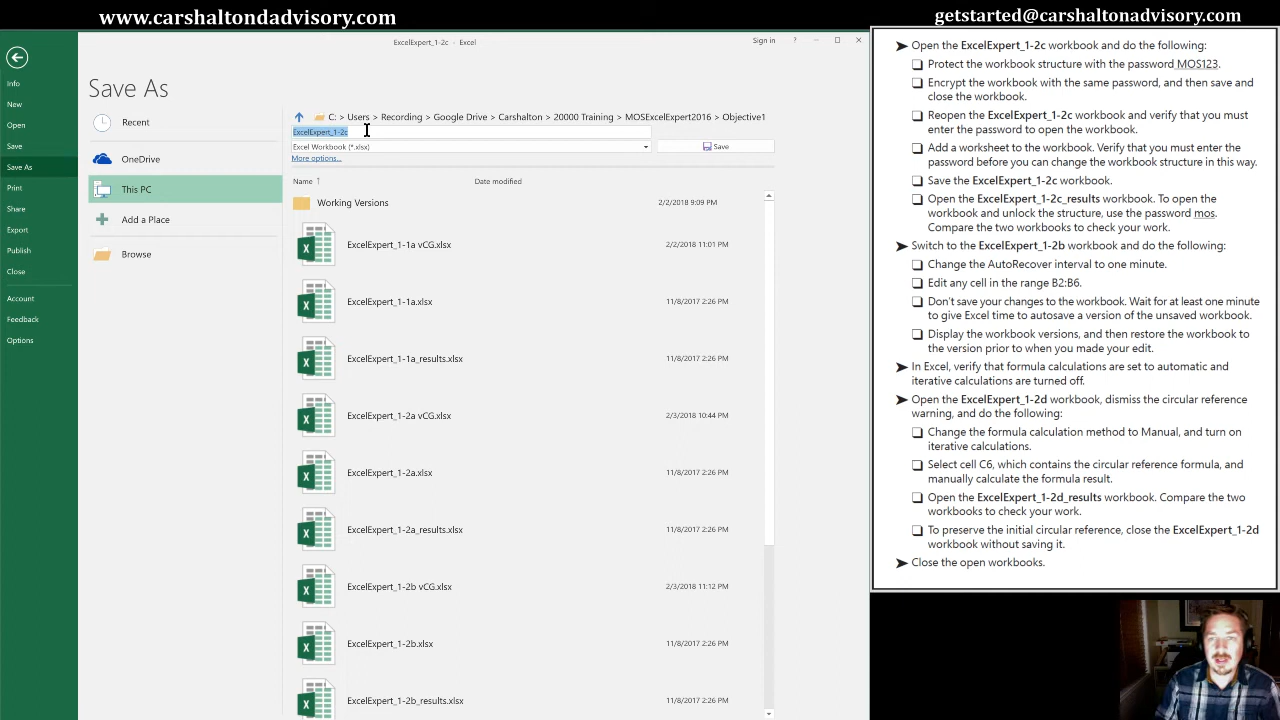 www.carshaltondadvisory.com
getstarted@carshaltondadvisory.com
ExcelExpert_1-2c - Excel
Sign in
?
Info
New
Open
Save
Save As
Print
Share
Export
Publish
Close
Account
Feedback
Options
Save As
Recent
OneDrive
This PC
Add a Place
Browse
C: > Users > Recording > Google Drive > Carshalton > 20000 Training > MOSExcelExpert2016 > Objective1
ExcelExpert_1-2c
Excel Workbook (*.xlsx)
Save
More options...
Name ↑ Date modified
Working Versions 2/2/2018 9:09 PM
ExcelExpert_1-1 vCG.xlsx 2/2/2018 11:01 PM
ExcelExpert_1-1.xlsx 11/8/2017 2:26 PM
ExcelExpert_1-1_results.xlsx 11/8/2017 2:26 PM
ExcelExpert_1-2a vCG.xlsx 2/3/2018 10:44 PM
ExcelExpert_1-2a.xlsx 11/8/2017 2:26 PM
ExcelExpert_1-2a_results.xlsx 11/8/2017 2:26 PM
ExcelExpert_1-2b vCG.xlsx 2/3/2018 11:12 PM
ExcelExpert_1-2b.xlsx 11/8/2017 2:26 PM
ExcelExpert_1-2b_results.xlsx 11/8/2017 2:26 PM
➤ Open the ExcelExpert_1-2c workbook and do the following:
❑ Protect the workbook structure with the password MOS123.
❑ Encrypt the workbook with the same password, and then save and
close the workbook.
❑ Reopen the ExcelExpert_1-2c workbook and verify that you must
enter the password to open the workbook.
❑ Add a worksheet to the workbook. Verify that you must enter the
password before you can change the workbook structure in this way.
❑ Save the ExcelExpert_1-2c workbook.
❑ Open the ExcelExpert_1-2c_results workbook. To open the
workbook and unlock the structure, use the password mos.
Compare the two workbooks to check your work.
➤ Switch to the ExcelExpert_1-2b workbook and do the following:
❑ Change the AutoRecover interval to one minute.
❑ Edit any cell in the range B2:B6.
❑ Don't save your changes to the workbook. Wait for at least one minute
to give Excel time to autosave a version of the unsaved workbook.
❑ Display the workbook versions, and then restore the workbook to
the version prior to when you made your edit.
➤ In Excel, verify that formula calculations are set to automatic and
iterative calculations are turned off.
➤ Open the ExcelExpert_1-2d workbook, dismiss the circular reference
warning, and do the following:
❑ Change the formula calculation method to Manual and turn on
iterative calculations.
❑ Select cell C6, which contains the circular reference formula, and
manually calculate the formula result.
❑ Open the ExcelExpert_1-2d_results workbook. Compare the two
workbooks to check your work.
❑ To preserve the initial circular reference, close the ExcelExpert_1-2d
workbook without saving it.
➤ Close the open workbooks.